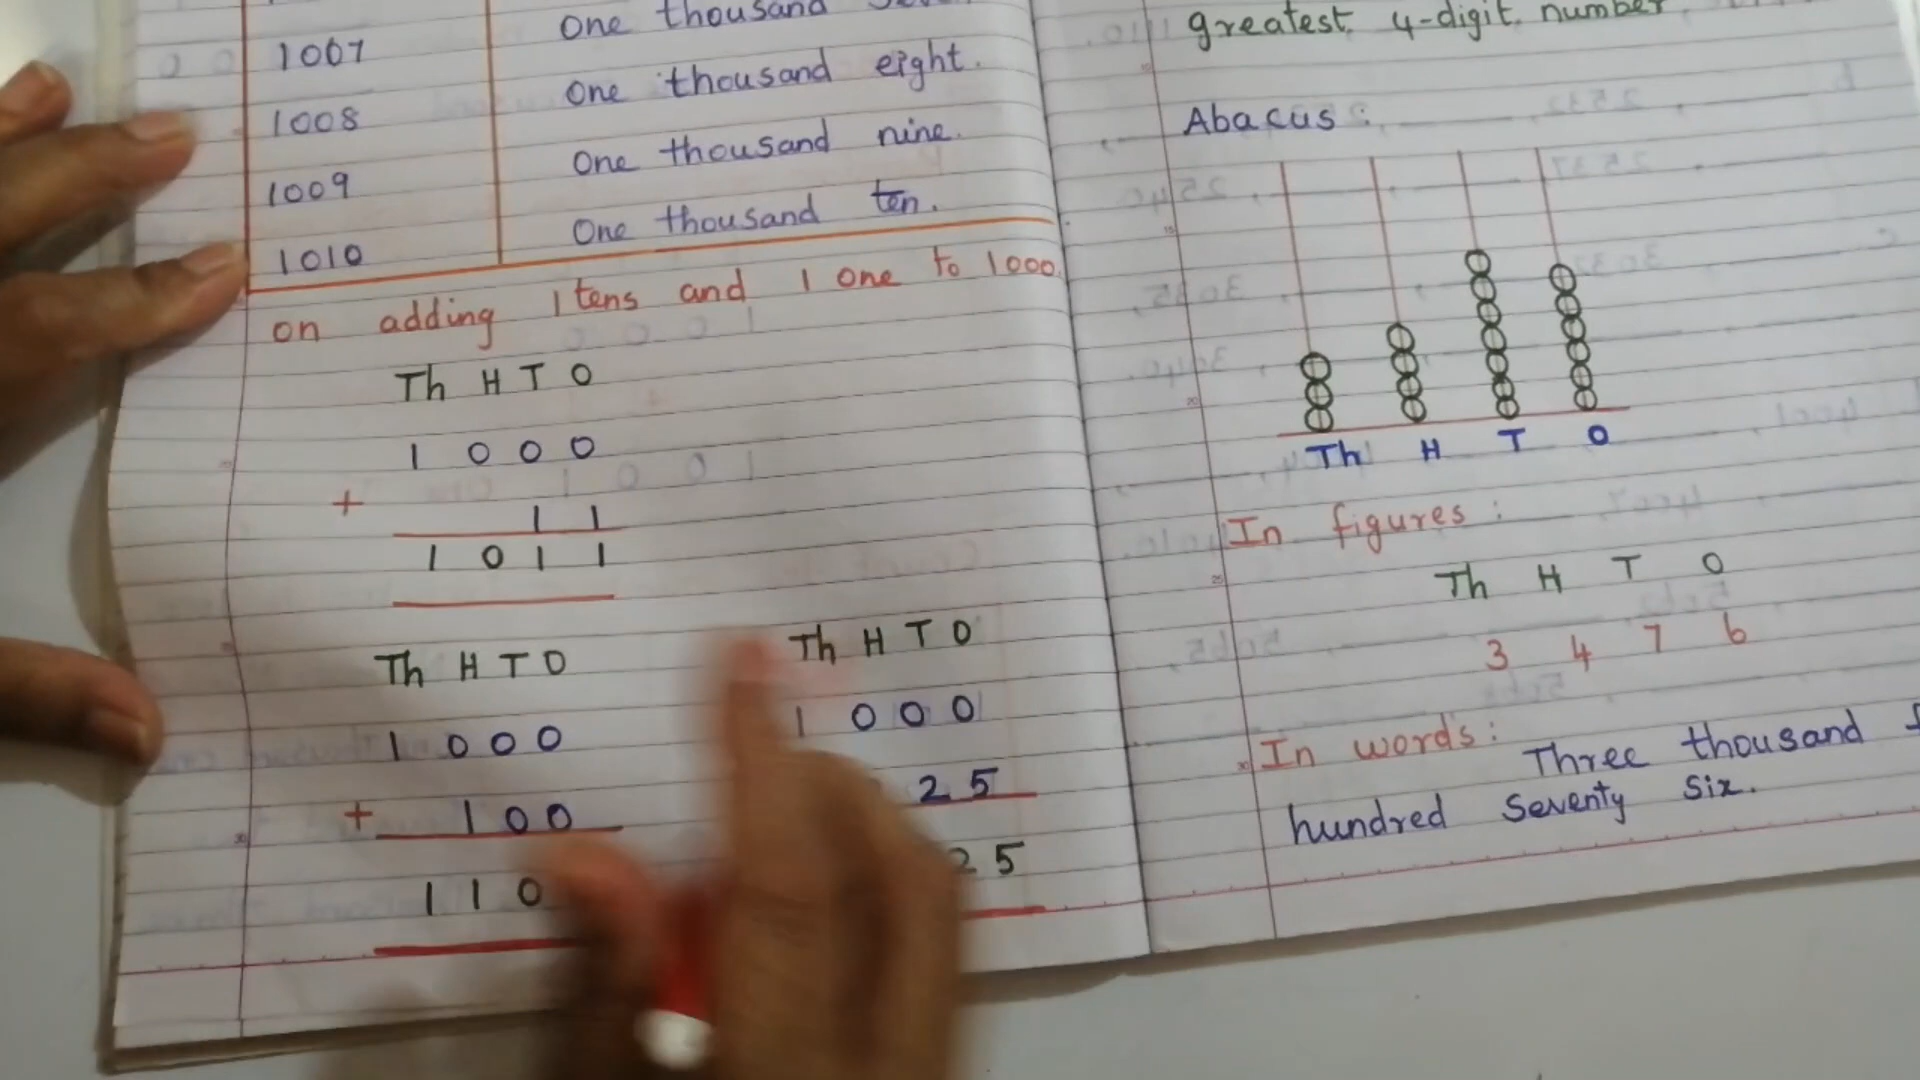 One thousand
1007
One thousand eight.
1008
One thousand nine.
1009
One thousand ten.
1010
on adding 1 tens and 1 one to 1000
Th H T O
1 0 0 0
+ 1 1
1 0 1 1
Th H T O
1 0 0 0
+ 1 0 0
1 1 0
Th H T O
1 0 0 0
2 5
2 5
greatest 4-digit number
Abacus :
Th H T O
In figures :
Th H T O
3 4 7 6
In words : Three thousand
hundred Seventy Six.